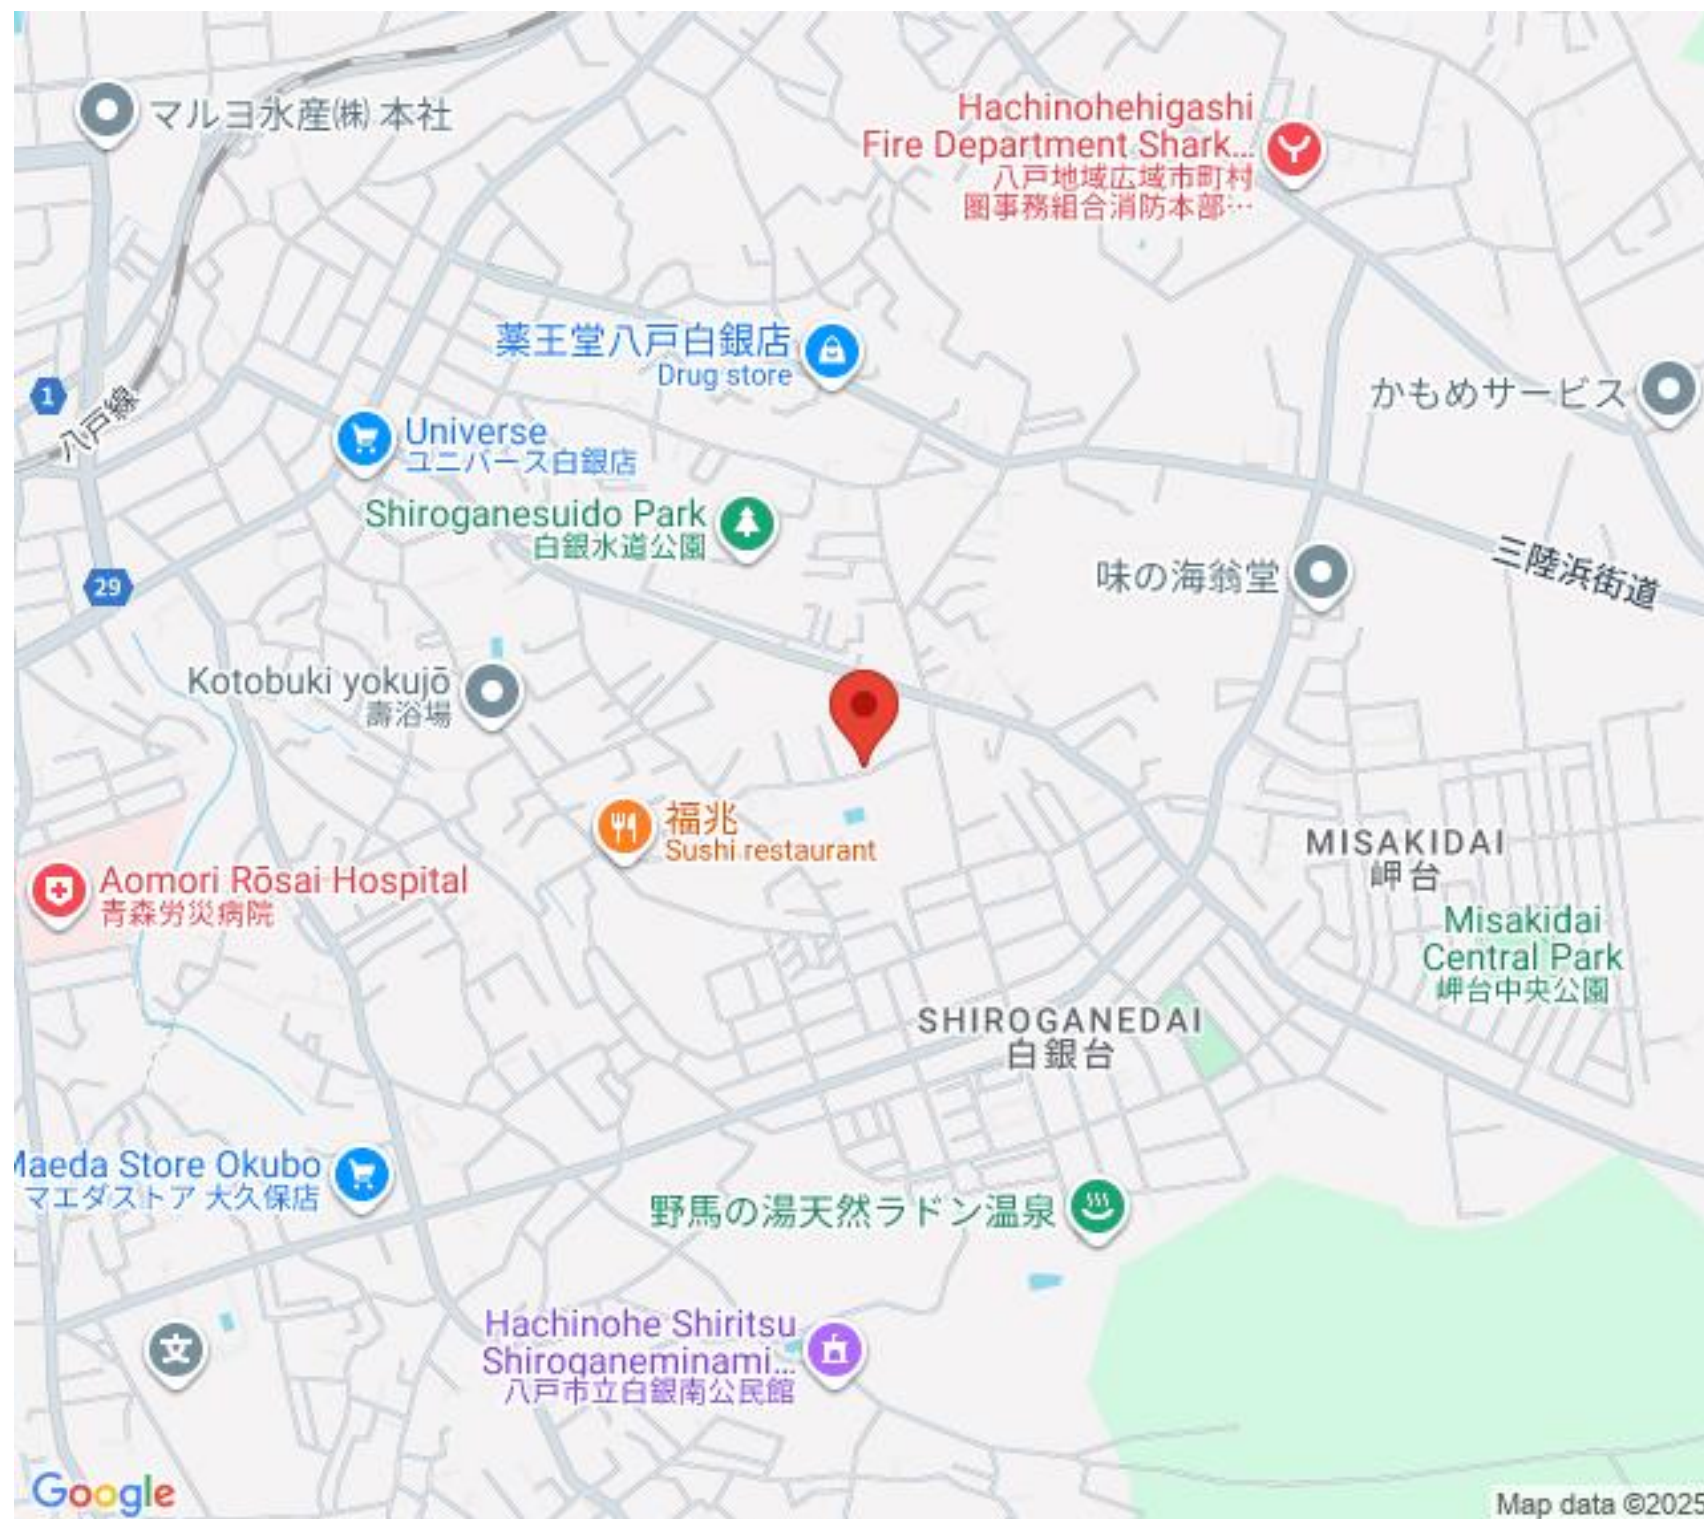 マルヨ水産㈱ 本社
Hachinohehigashi
Fire Department Shark...
八戸地域広域市町村
圏事務組合消防本部…
薬王堂八戸白銀店
Drug store
かもめサービス
1
八戸線
Universe
ユニバース白銀店
Shiroganesuido Park
白銀水道公園
三陸浜街道
味の海翁堂
29
Kotobuki yokujō
壽浴場
福兆
Sushi restaurant
MISAKIDAI
岬台
Aomori Rōsai Hospital
青森労災病院
Misakidai
Central Park
岬台中央公園
SHIROGANEDAI
白銀台
Maeda Store Okubo
マエダストア 大久保店
野馬の湯天然ラドン温泉
Hachinohe Shiritsu
Shiroganeminami...
八戸市立白銀南公民館
文
Google
Map data ©2025